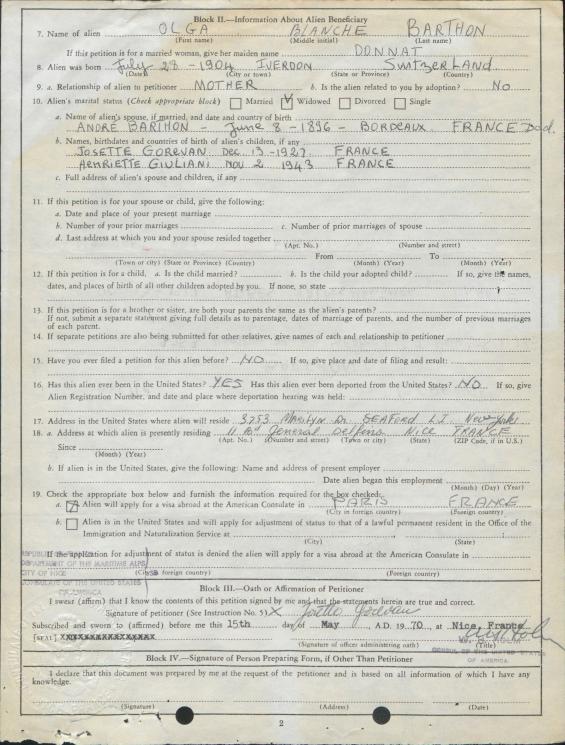 Block II.—Information About Alien Beneficiary
7. Name of alien OLGA BLANCHE BARTHON
(First name) (Middle initial) (Last name)
If this petition is for a married woman, give her maiden name DONNAT
8. Alien was born July 28 - 1904 IVERDON SWITZERLAND
(Date) (City or town) (State or Province) (Country)
9. a. Relationship of alien to petitioner MOTHER b. Is the alien related to you by adoption? NO
10. Alien's marital status (Check appropriate block) Married Widowed Divorced Single
a. Name of alien's spouse, if married, and date and country of birth
ANDRÉ BARTHON - June 8 - 1896 - BORDEAUX FRANCE Dcd.
b. Names, birthdates and countries of birth of alien's children, if any
JOSETTE GOREVAN Dec 13 - 1927 FRANCE
HENRIETTE GIULIANI NOV 2 1943 FRANCE
c. Full address of alien's spouse and children, if any
11. If this petition is for your spouse or child, give the following:
a. Date and place of your present marriage
b. Number of your prior marriages c. Number of prior marriages of spouse
d. Last address at which you and your spouse resided together
(Apt. No.) (Number and street)
From To
(Town or city) (State or Province) (Country) (Month) (Year) (Month) (Year)
12. If this petition is for a child, a. Is the child married? b. Is the child your adopted child? If so, give the names,
dates, and places of birth of all other children adopted by you. If none, so state
13. If this petition is for a brother or sister, are both your parents the same as the alien's parents?
If not, submit a separate statement giving full details as to parentage, dates of marriage of parents, and the number of previous marriages
of each parent.
14. If separate petitions are also being submitted for other relatives, give names of each and relationship to petitioner
15. Have you ever filed a petition for this alien before? NO If so, give place and date of filing and result:
16. Has this alien ever been in the United States? YES Has this alien ever been deported from the United States? NO If so, give
Alien Registration Number, and date and place where deportation hearing was held:
17. Address in the United States where alien will reside 3753 Marilyn Dr SEAFORD L.I. New York
18. a. Address at which alien is presently residing 11 Bd General Delfino NICE FRANCE
(Apt. No.) (Number and street) (Town or city) (State) (ZIP Code, if in U.S.)
Since
(Month) (Year)
b. If alien is in the United States, give the following: Name and address of present employer
Date alien began this employment
(Month) (Day) (Year)
19. Check the appropriate box below and furnish the information required for the box checked:
a. Alien will apply for a visa abroad at the American Consulate in PARIS FRANCE
(City in foreign country) (Foreign country)
b. Alien is in the United States and will apply for adjustment of status to that of a lawful permanent resident in the Office of the
Immigration and Naturalization Service at
(City) (State)
If the application for adjustment of status is denied the alien will apply for a visa abroad at the American Consulate in
(City in foreign country) (Foreign country)
DEPARTMENT OF THE MARITIME ALPS
CITY OF NICE
CONSULATE OF THE UNITED STATES
OF AMERICA
Block III.—Oath or Affirmation of Petitioner
I swear (affirm) that I know the contents of this petition signed by me and that the statements herein are true and correct.
Signature of petitioner (See Instruction No. 5) X
Subscribed and sworn to (affirmed) before me this 15th day of May A.D. 1970, at Nice, France
[SEAL] XXXXXXXXXXXXXXXX
(Signature of officer administering oath) (Title)
CONSUL OF THE UNITED STATES
OF AMERICA
Block IV.—Signature of Person Preparing Form, if Other Than Petitioner
I declare that this document was prepared by me at the request of the petitioner and is based on all information of which I have any
knowledge.
(Signature) (Address) (Date)
2